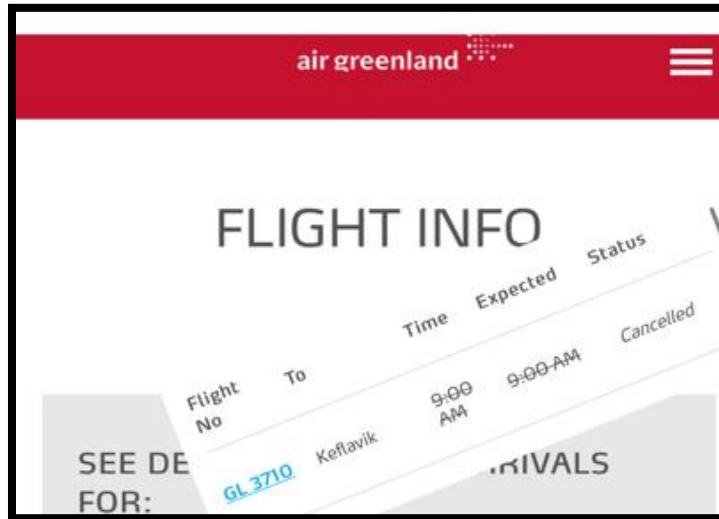 air greenland
FLIGHT INFO
Flight No To Time Expected Status
GL 3710 Keflavik 9:00 AM 9:00 AM Cancelled
SEE DE RIVALS
FOR: